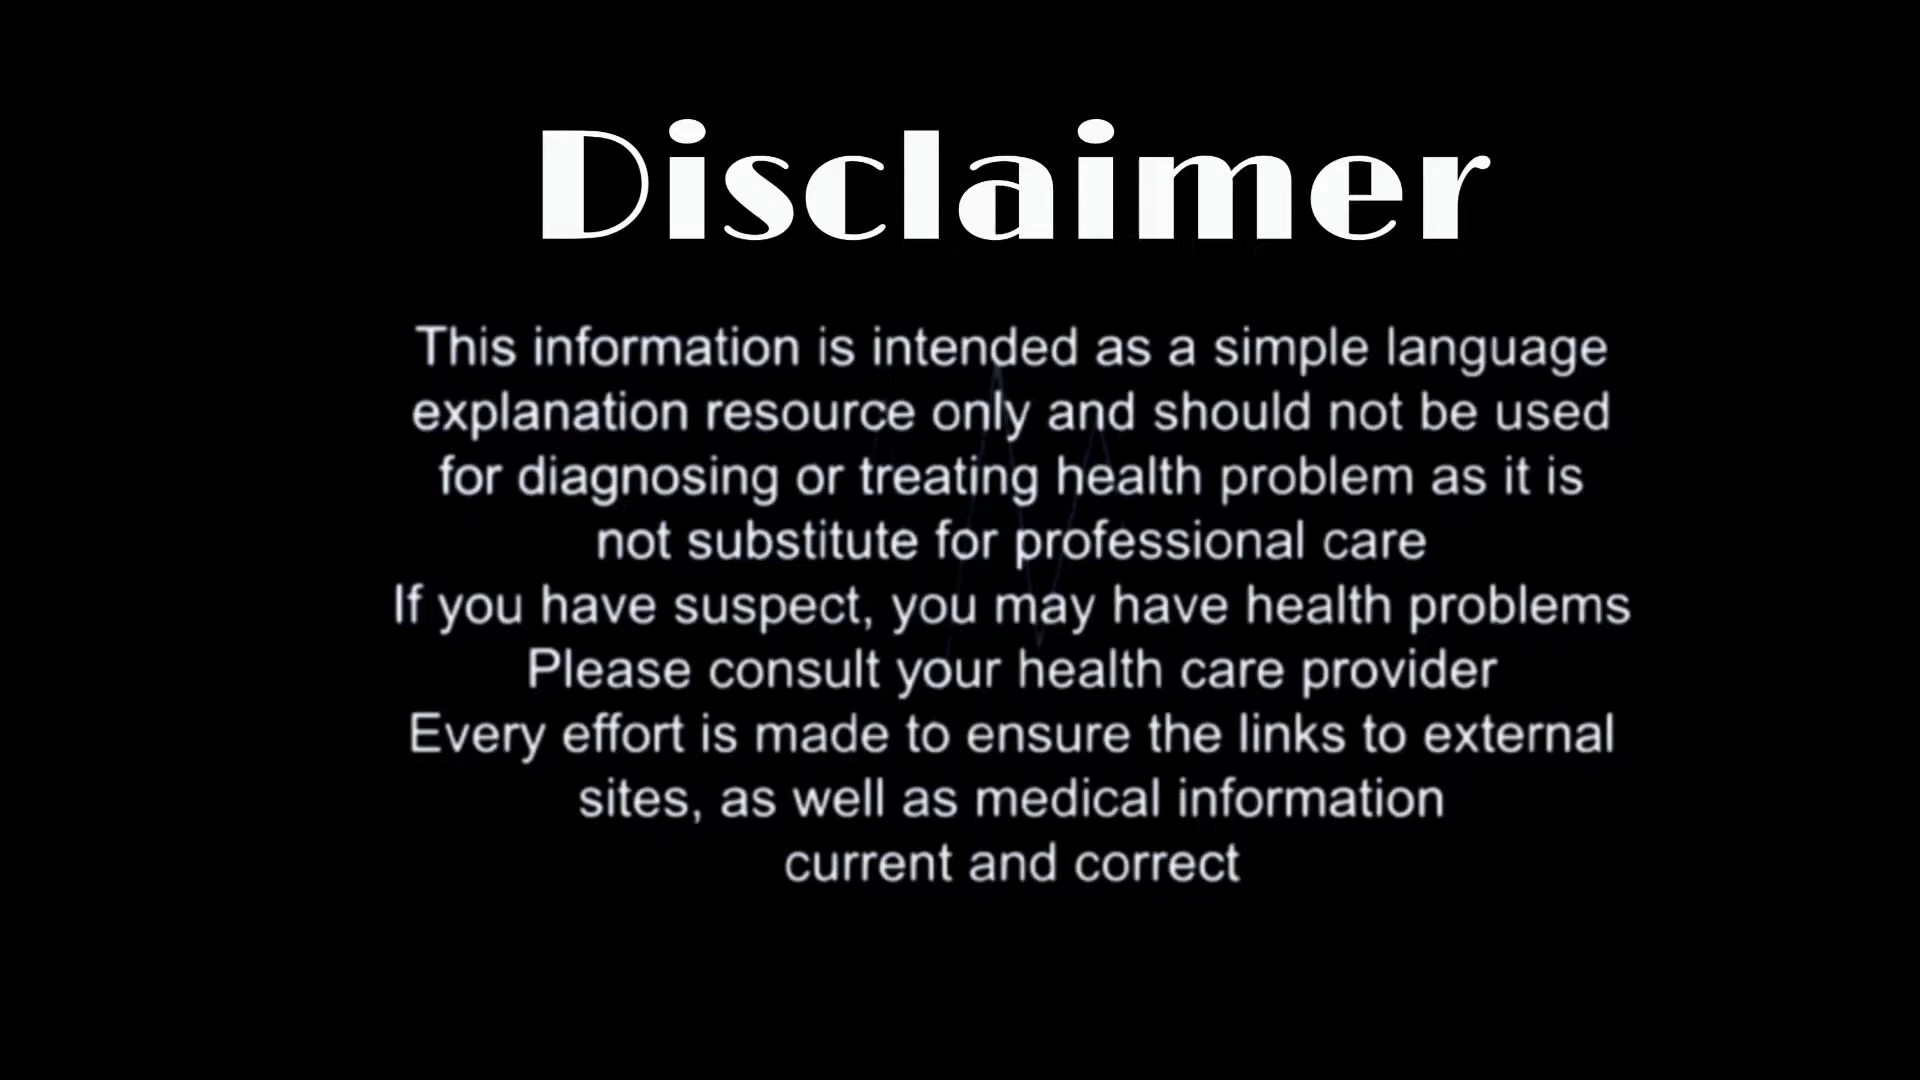 Disclaimer
This information is intended as a simple language
explanation resource only and should not be used
for diagnosing or treating health problem as it is
not substitute for professional care
If you have suspect, you may have health problems
Please consult your health care provider
Every effort is made to ensure the links to external
sites, as well as medical information
current and correct